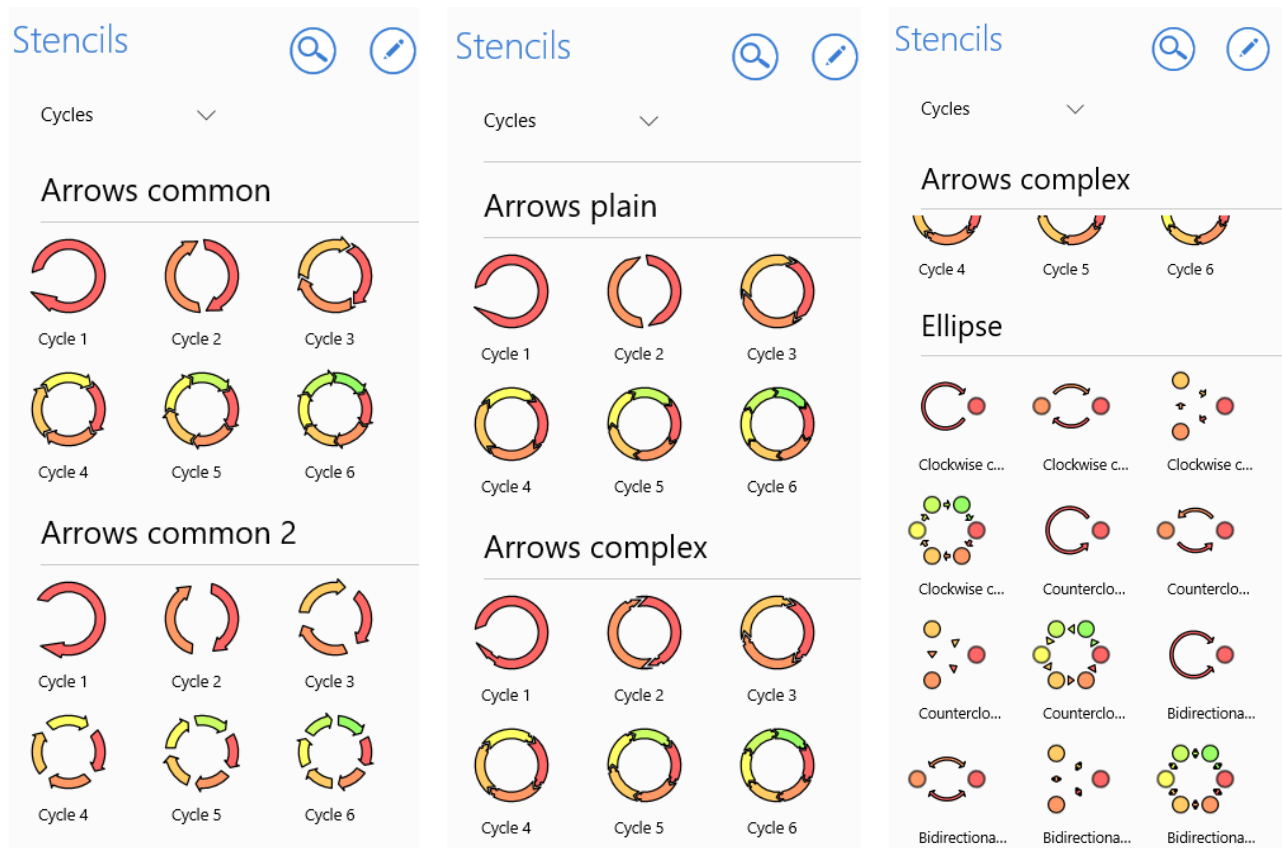 Stencils
Cycles
Arrows common
Cycle 1 Cycle 2 Cycle 3
Cycle 4 Cycle 5 Cycle 6
Arrows common 2
Cycle 1 Cycle 2 Cycle 3
Cycle 4 Cycle 5 Cycle 6
Stencils
Cycles
Arrows plain
Cycle 1 Cycle 2 Cycle 3
Cycle 4 Cycle 5 Cycle 6
Arrows complex
Cycle 1 Cycle 2 Cycle 3
Cycle 4 Cycle 5 Cycle 6
Stencils
Cycles
Arrows complex
Cycle 4 Cycle 5 Cycle 6
Ellipse
Clockwise c... Clockwise c... Clockwise c...
Clockwise c... Counterclo... Counterclo...
Counterclo... Counterclo... Bidirectiona...
Bidirectiona... Bidirectiona... Bidirectiona...